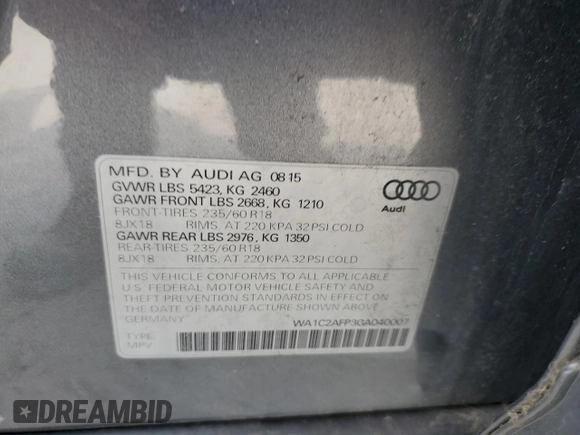 MFD. BY AUDI AG 08 15
GVWR LBS 5423, KG 2460
GAWR FRONT LBS 2668, KG 1210
FRONT-TIRES 235/60 R18
8JX18 RIMS, AT 220 KPA 32 PSI COLD
GAWR REAR LBS 2976, KG 1350
REAR-TIRES 235/60 R18
8JX18 RIMS, AT 220 KPA 32 PSI COLD
Audi
THIS VEHICLE CONFORMS TO ALL APPLICABLE
U.S. FEDERAL MOTOR VEHICLE SAFETY AND
THEFT PREVENTION STANDARDS IN EFFECT ON
THE DATE OF MANUFACTURE SHOWN ABOVE
GERMANY WA1C2AFP3GA040007
TYPE
MPV
DREAMBID